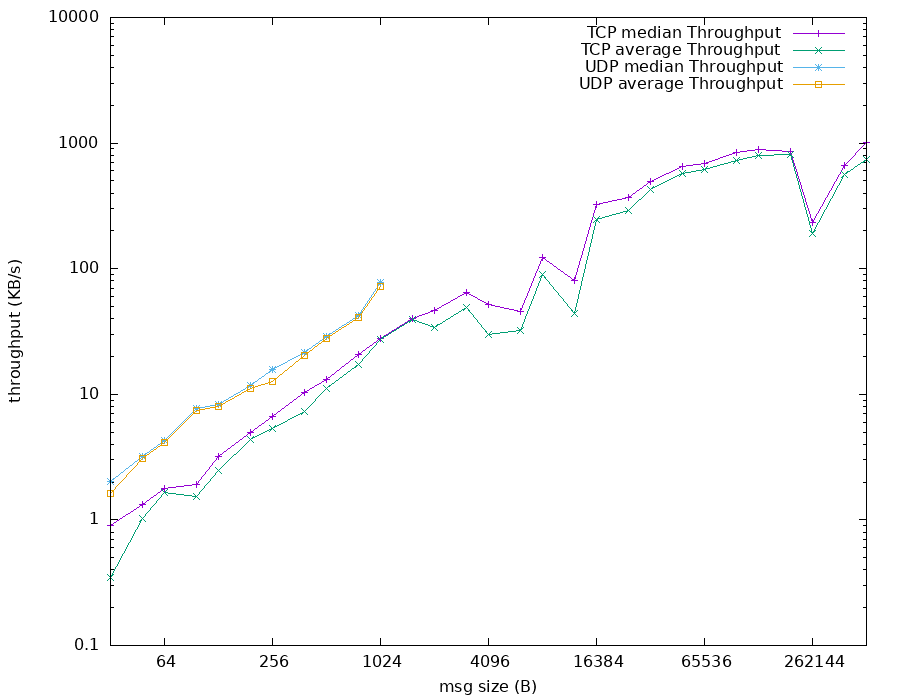 10000
1000
100
10
1
0.1
throughput (KB/s)
TCP median Throughput
TCP average Throughput
UDP median Throughput
UDP average Throughput
64 256 1024 4096 16384 65536 262144
msg size (B)